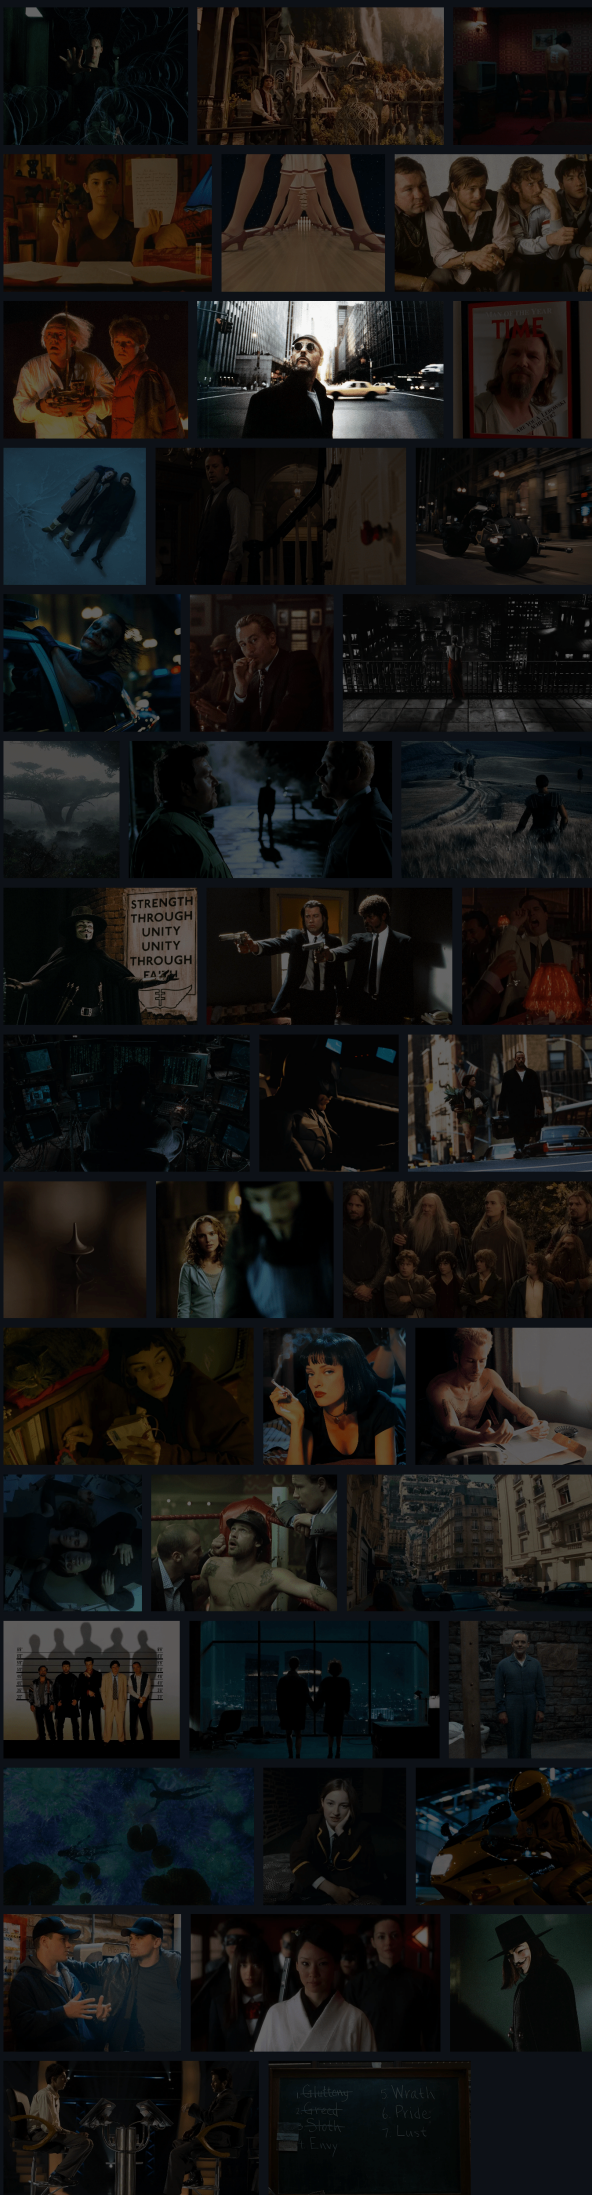 TIME
STRENGTH
THROUGH
UNITY
UNITY
THROUGH
FAITH
1 Gluttony
2 Greed
3 Sloth
4 Envy
5 Wrath
6 Pride
7 Lust